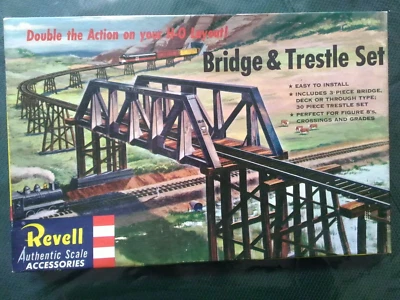 Double the Action on your H-O layout!
Bridge & Trestle Set
★ EASY TO INSTALL
★ INCLUDES 3 PIECE BRIDGE,
DECK OR THROUGH TYPE;
30 PIECE TRESTLE SET
★ PERFECT FOR FIGURE 8's,
CROSSINGS AND GRADES
Revell
Authentic Scale
ACCESSORIES